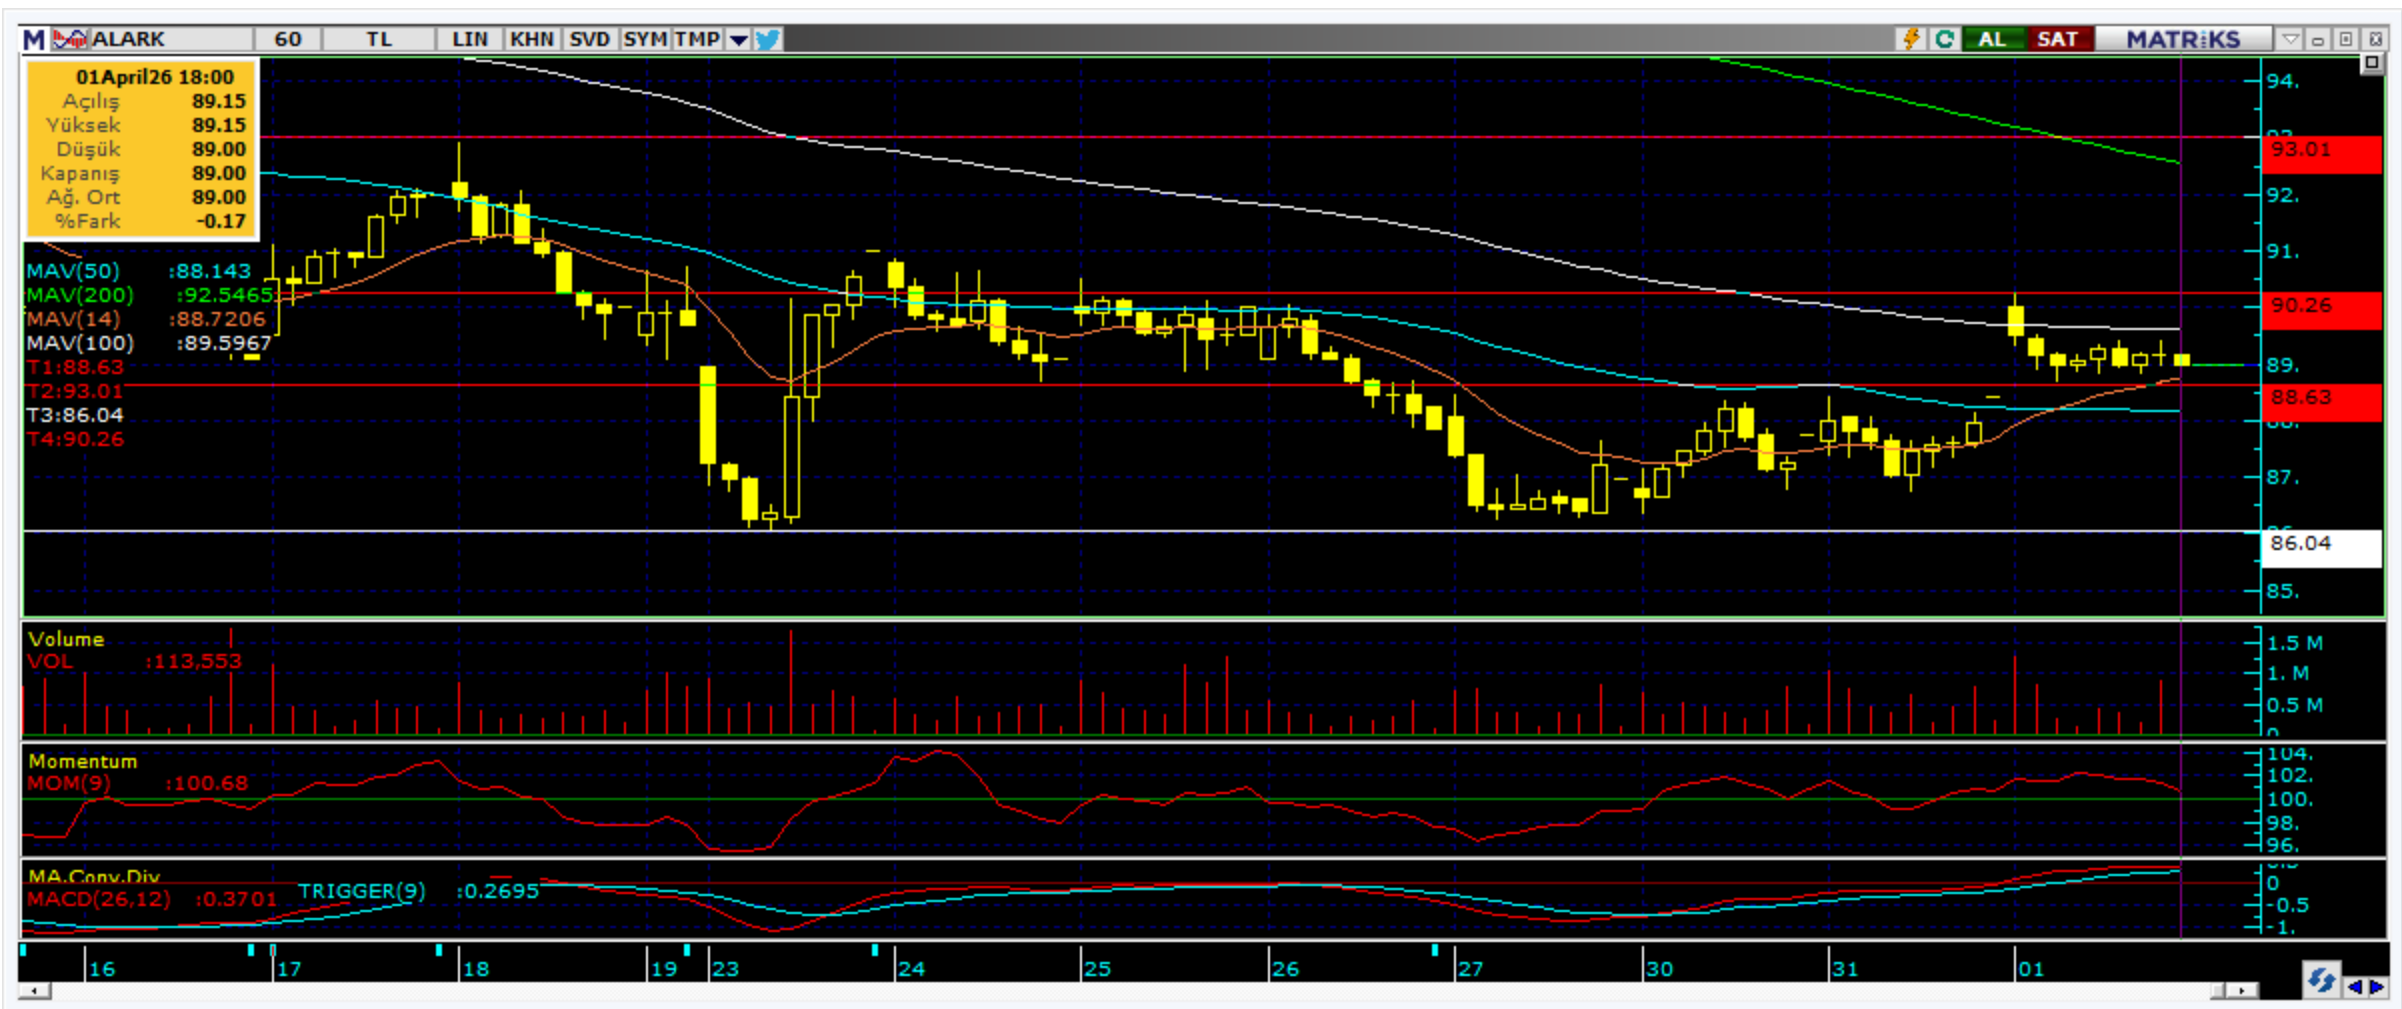 M ALARK 60 TL LIN KHN SVD SYM TMP AL SAT MATRiKS
01April26 18:00
Açılış 89.15
Yüksek 89.15
Düşük 89.00
Kapanış 89.00
Ağ. Ort 89.00
%Fark -0.17
MAV(50) :88.143
MAV(200) :92.5465
MAV(14) :88.7206
MAV(100) :89.5967
T1:88.63
T2:93.01
T3:86.04
T4:90.26
94.
93.01
92.
91.
90.26
89.
88.63
88.
87.
86.04
85.
Volume
VOL :113,553
1.5 M
1. M
0.5 M
0
Momentum
MOM(9) :100.68
104.
102.
100.
98.
96.
MA.Conv.Div
MACD(26,12) :0.3701 TRIGGER(9) :0.2695
0
-0.5
-1.
16 17 18 19 23 24 25 26 27 30 31 01